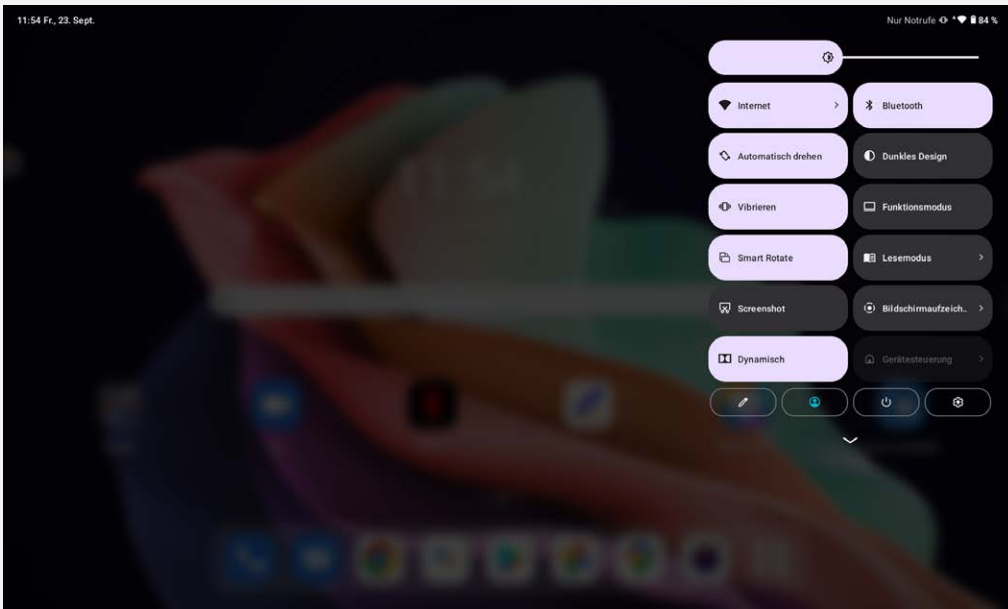 11:54 Fr., 23. Sept.
Nur Notrufe 84 %
Internet
Bluetooth
Automatisch drehen
Dunkles Design
Vibrieren
Funktionsmodus
Smart Rotate
Lesemodus
Screenshot
Bildschirmaufzeich..
Dynamisch
Gerätesteuerung